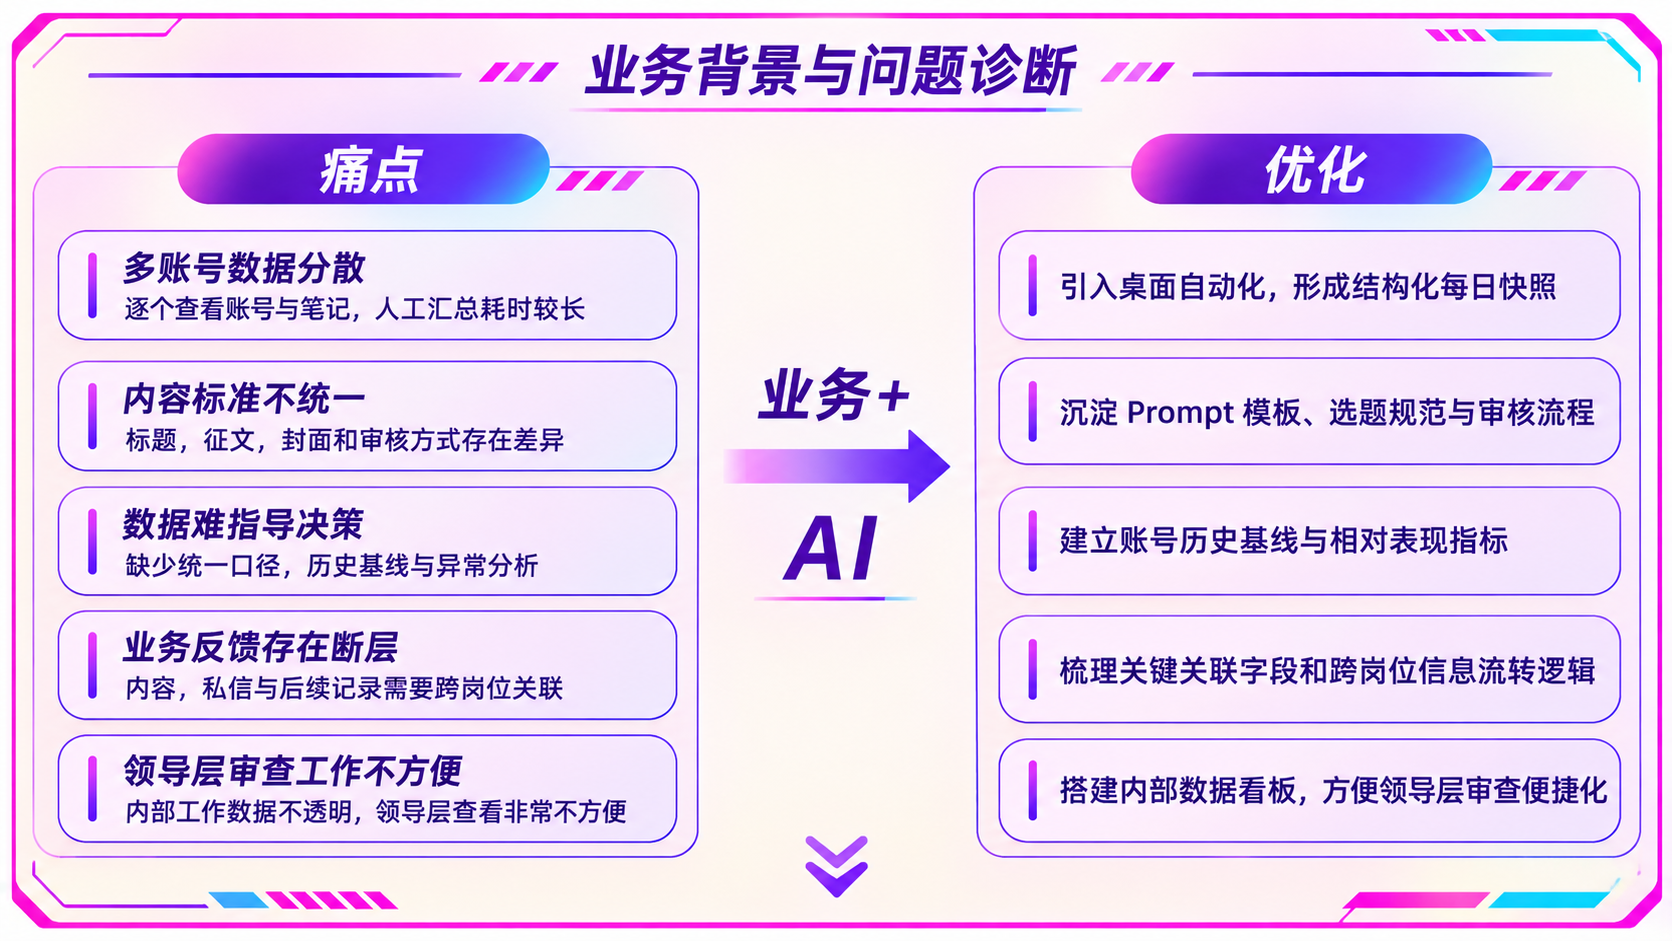 业务背景与问题诊断
痛点
多账号数据分散
逐个查看账号与笔记，人工汇总耗时较长
内容标准不统一
标题，征文，封面和审核方式存在差异
数据难指导决策
缺少统一口径，历史基线与异常分析
业务反馈存在断层
内容，私信与后续记录需要跨岗位关联
领导层审查工作不方便
内部工作数据不透明，领导层查看非常不方便
业务+
AI
优化
引入桌面自动化，形成结构化每日快照
沉淀 Prompt 模板、选题规范与审核流程
建立账号历史基线与相对表现指标
梳理关键关联字段和跨岗位信息流转逻辑
搭建内部数据看板，方便领导层审查便捷化